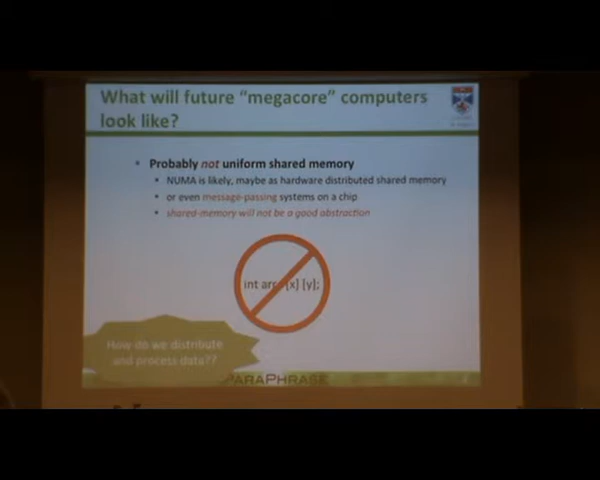 What will future “megacore” computers
look like?
Probably not uniform shared memory
NUMA is likely, maybe as hardware distributed shared memory
or even message-passing systems on a chip
shared-memory will not be a good abstraction
int arr [x] [y];
How do we distribute
and process data??
PARAPHRASE